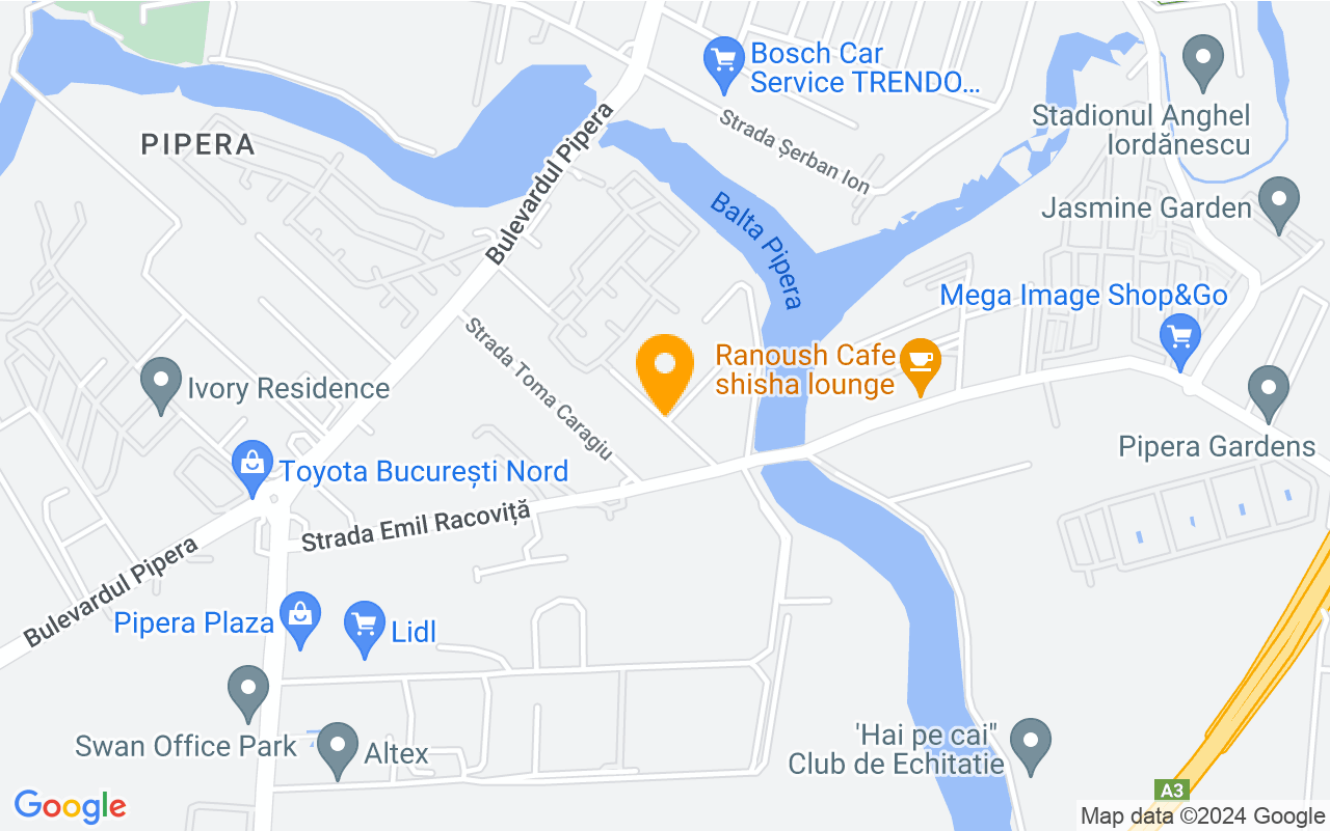 Bosch Car
Service TRENDO...
Stadionul Anghel
Iordănescu
PIPERA
Bulevardul Pipera
Strada Șerban Ion
Balta Pipera
Jasmine Garden
Mega Image Shop&Go
Strada Toma Caragiu
Ranoush Cafe
shisha lounge
Ivory Residence
Pipera Gardens
Toyota București Nord
Strada Emil Racoviță
Bulevardul Pipera
Pipera Plaza
Lidl
Swan Office Park
Altex
'Hai pe cai"
Club de Echitatie
A3
Google
Map data ©2024 Google